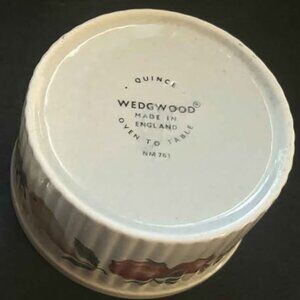 QUINCE
WEDGWOOD®
MADE IN
ENGLAND
OVEN TO TABLE
NM 761